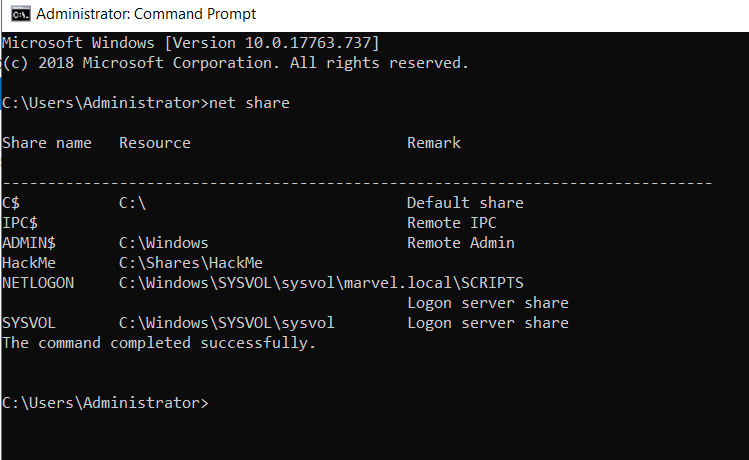 Administrator: Command Prompt
Microsoft Windows [Version 10.0.17763.737]
(c) 2018 Microsoft Corporation. All rights reserved.
C:\Users\Administrator>net share
Share name   Resource                        Remark
-------------------------------------------------------------------------------
C$           C:\                             Default share
IPC$                                         Remote IPC
ADMIN$       C:\Windows                      Remote Admin
HackMe       C:\Shares\HackMe
NETLOGON     C:\Windows\SYSVOL\sysvol\marvel.local\SCRIPTS
                                             Logon server share
SYSVOL       C:\Windows\SYSVOL\sysvol        Logon server share
The command completed successfully.
C:\Users\Administrator>